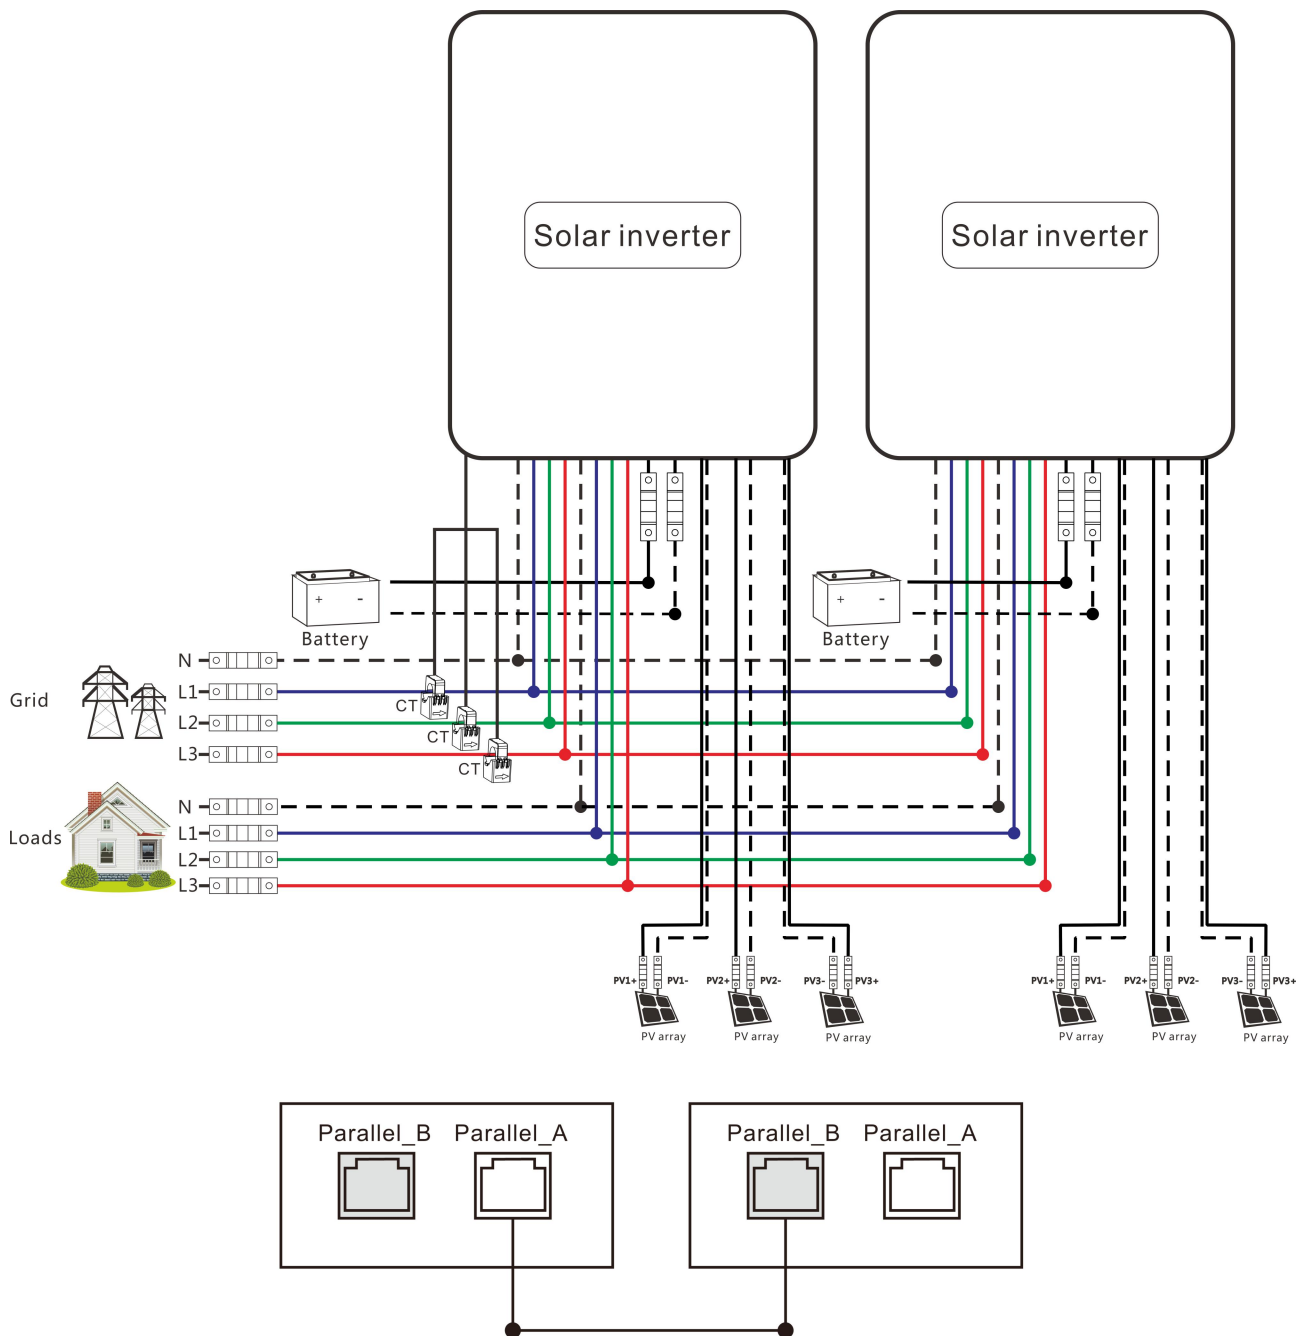 Solar inverter
Solar inverter
+ -
Battery
+ -
Battery
Grid
N
L1
L2
L3
CT
CT
CT
Loads
N
L1
L2
L3
PV1+ PV1- PV2+ PV2- PV3- PV3+
PV array PV array PV array
PV1+ PV1- PV2+ PV2- PV3- PV3+
PV array PV array PV array
Parallel_B Parallel_A
Parallel_B Parallel_A